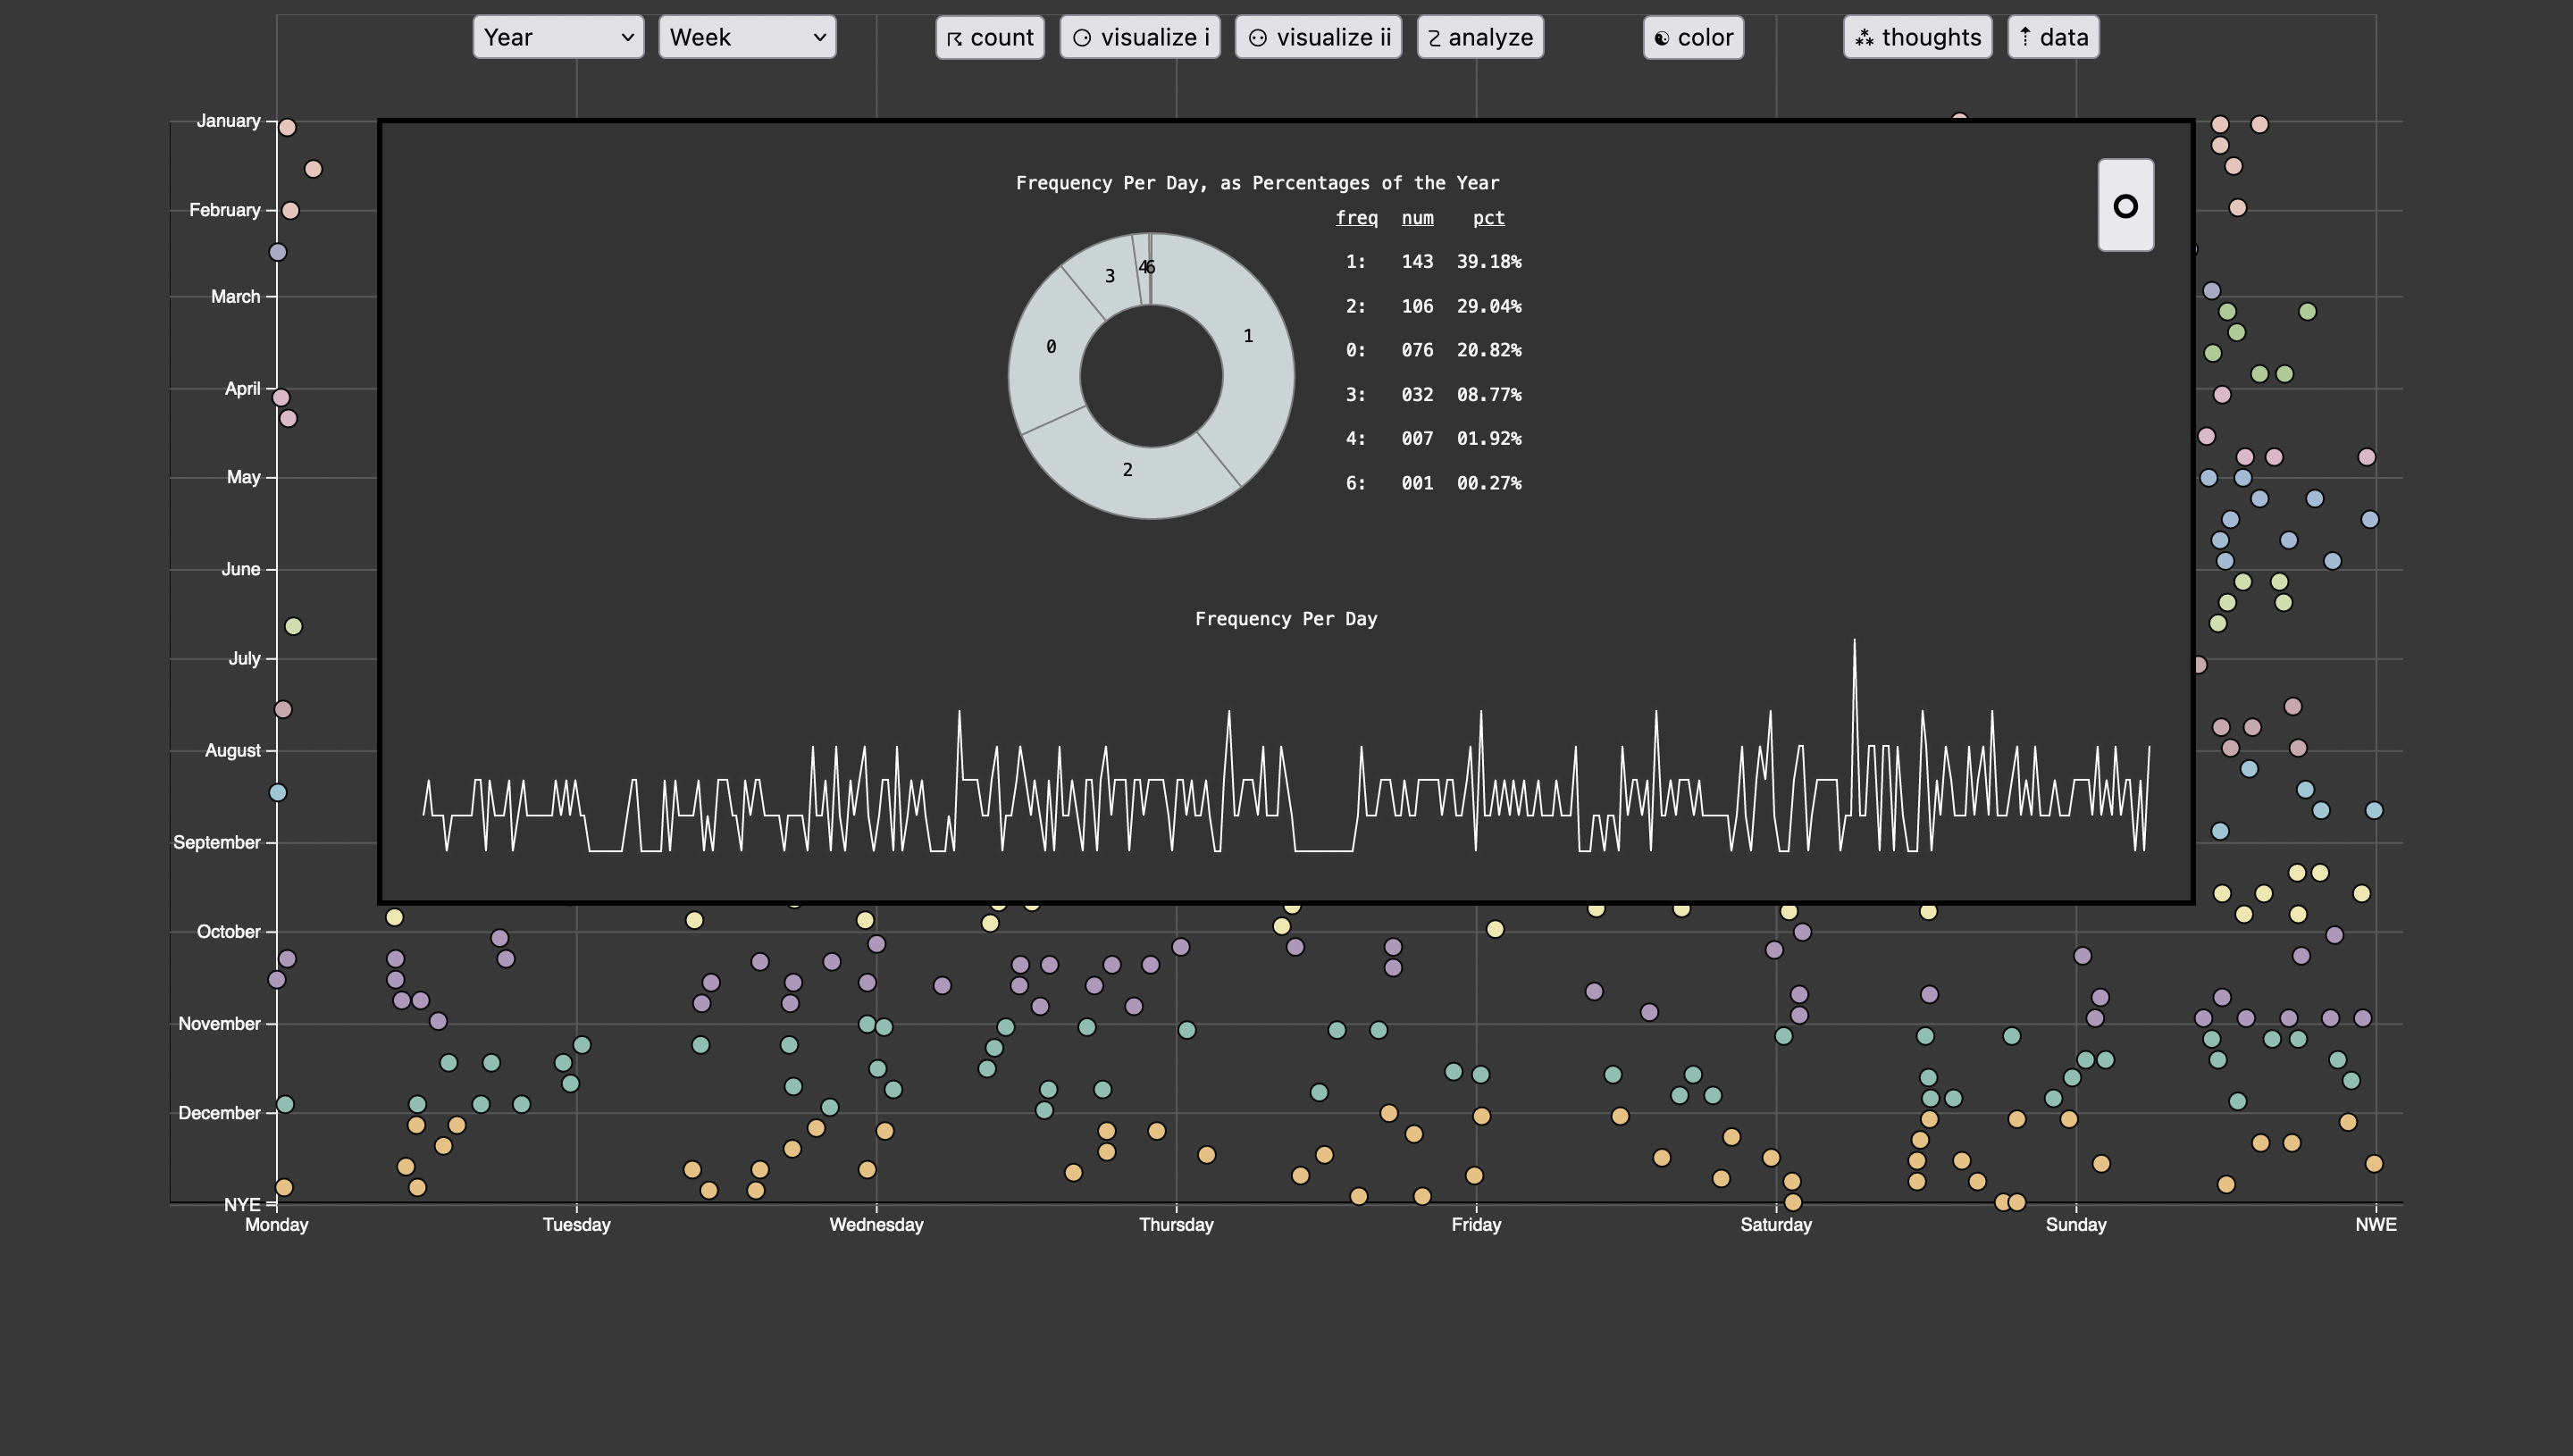 Year Week count visualize i visualize ii analyze color thoughts data
January
February
March
April
May
June
July
August
September
October
November
December
NYE
Frequency Per Day, as Percentages of the Year
freq num pct
1: 143 39.18%
2: 106 29.04%
0: 076 20.82%
3: 032 08.77%
4: 007 01.92%
6: 001 00.27%
3
4
6
0
1
2
Frequency Per Day
Monday Tuesday Wednesday Thursday Friday Saturday Sunday NWE